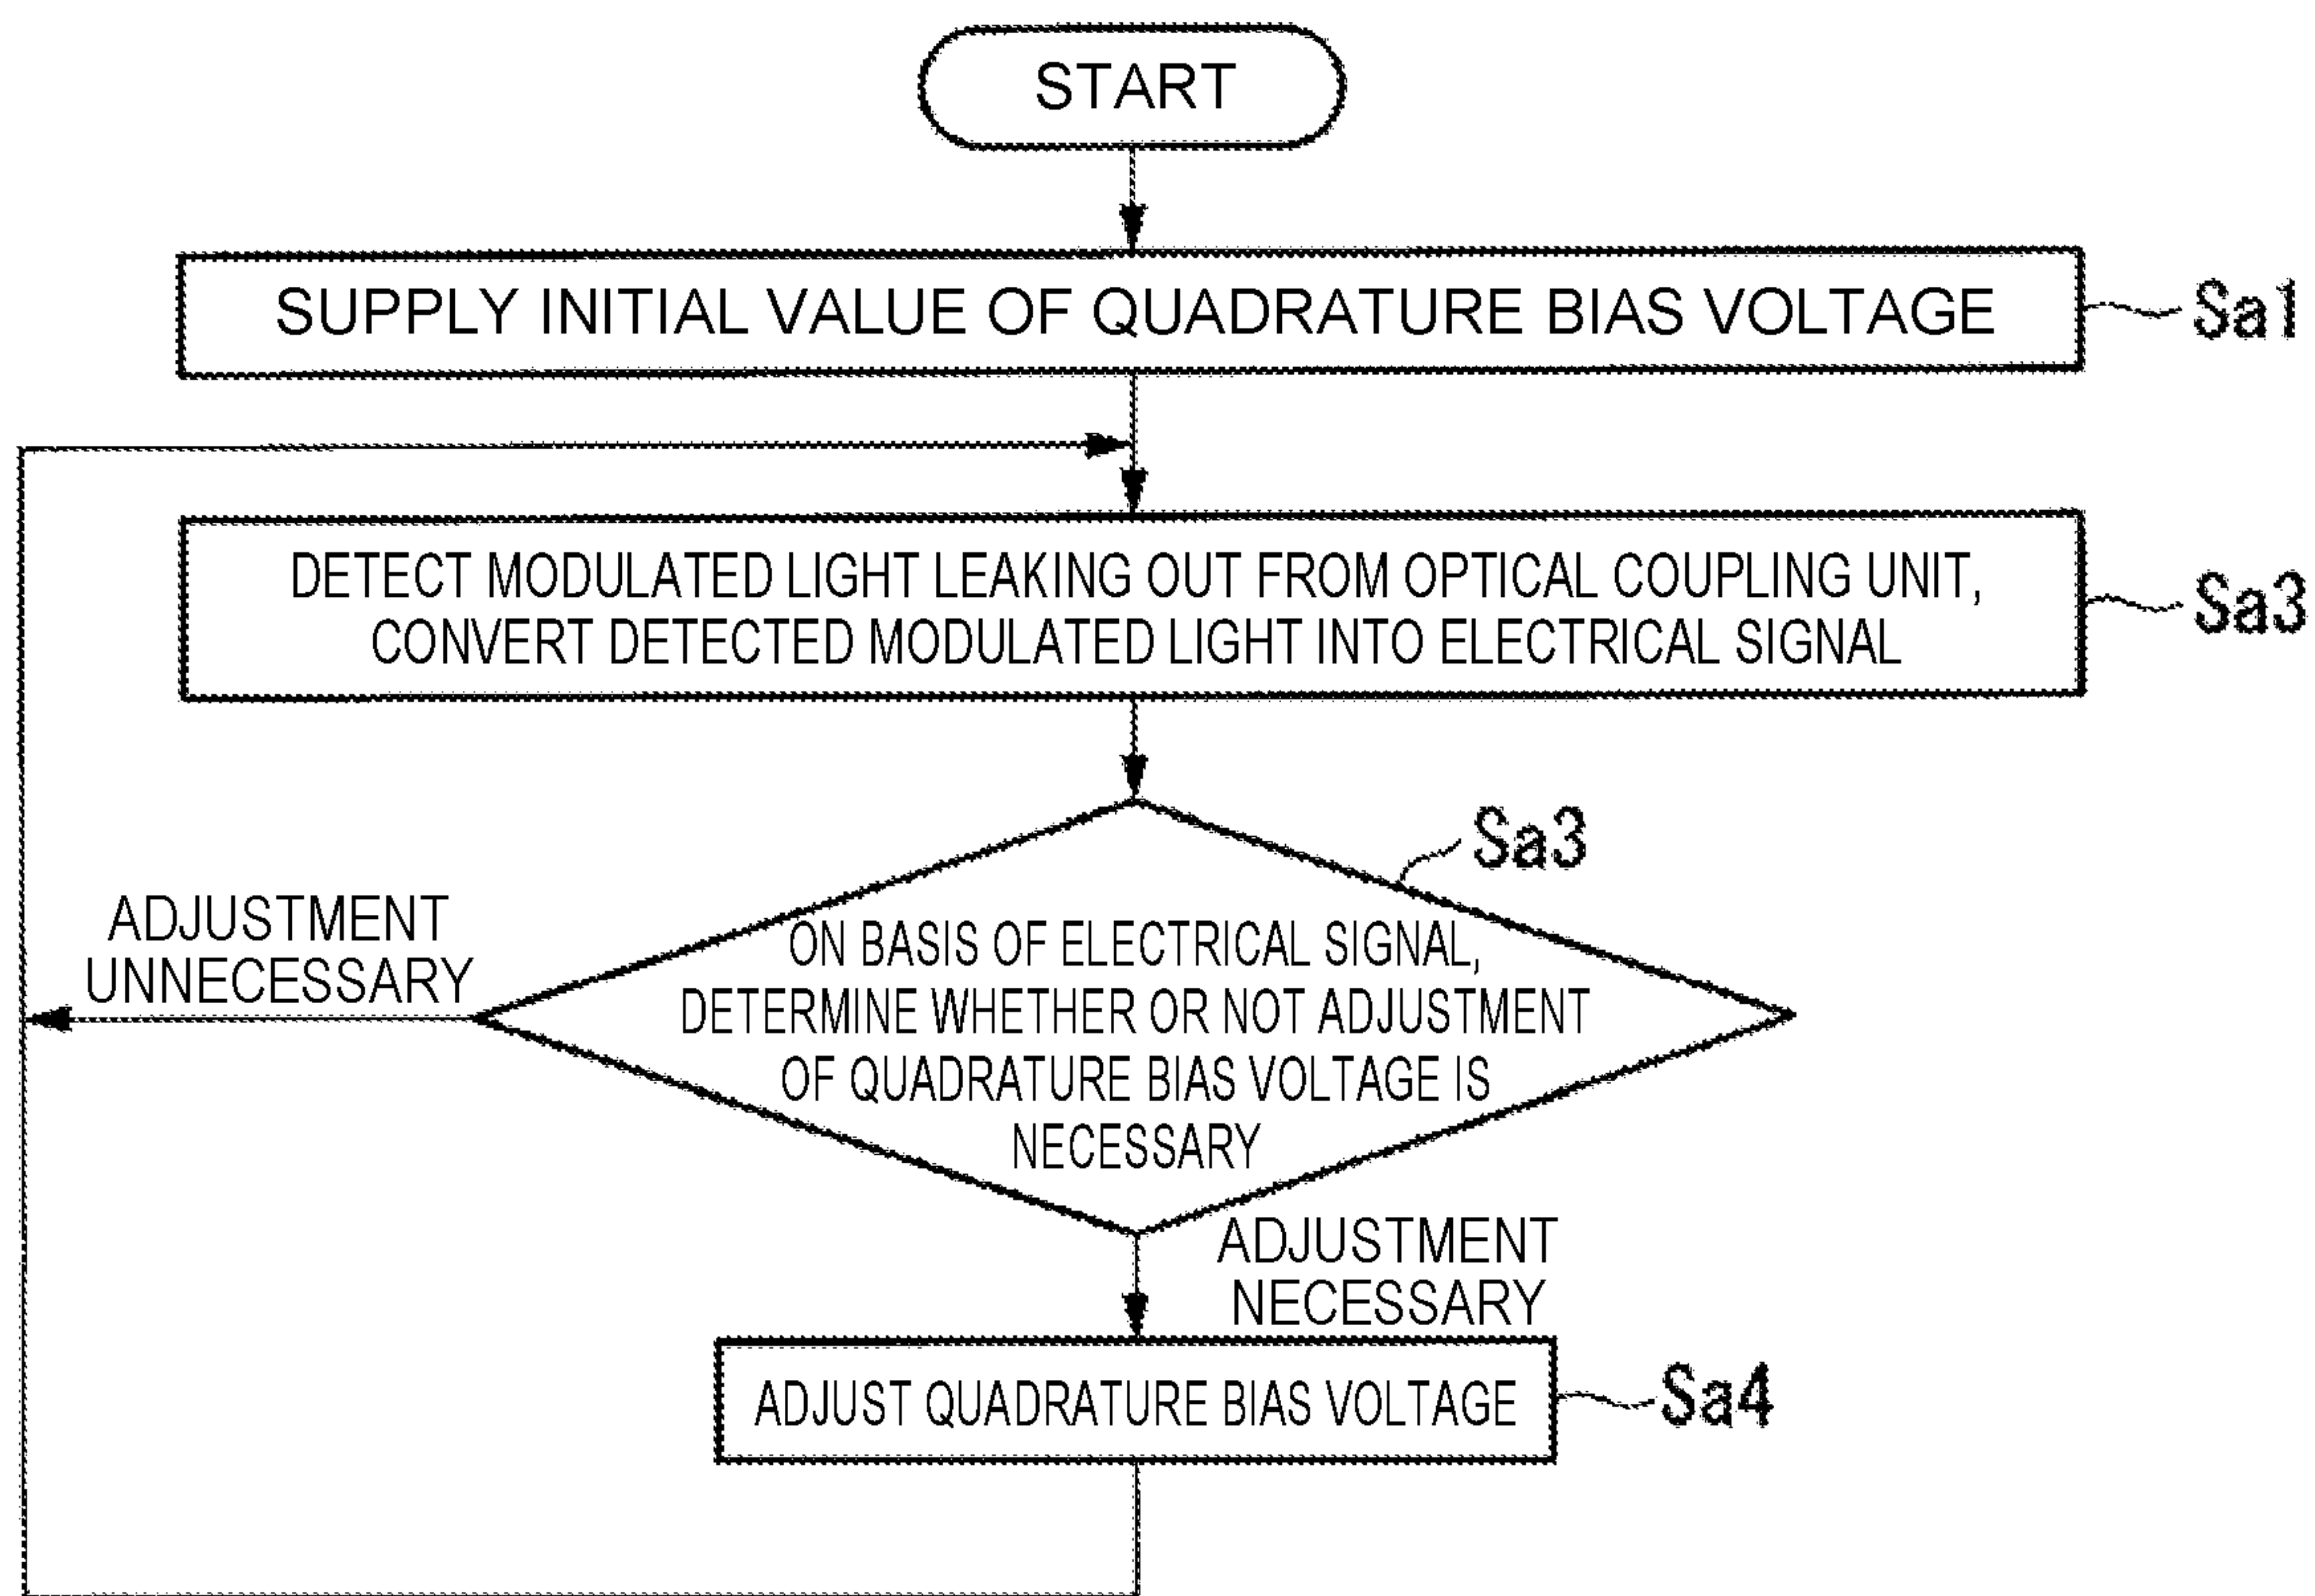 START
SUPPLY INITIAL VALUE OF QUADRATURE BIAS VOLTAGE
Sa1
DETECT MODULATED LIGHT LEAKING OUT FROM OPTICAL COUPLING UNIT,
CONVERT DETECTED MODULATED LIGHT INTO ELECTRICAL SIGNAL
Sa3
Sa3
ADJUSTMENT
UNNECESSARY
ON BASIS OF ELECTRICAL SIGNAL,
DETERMINE WHETHER OR NOT ADJUSTMENT
OF QUADRATURE BIAS VOLTAGE IS
NECESSARY
ADJUSTMENT
NECESSARY
ADJUST QUADRATURE BIAS VOLTAGE
Sa4